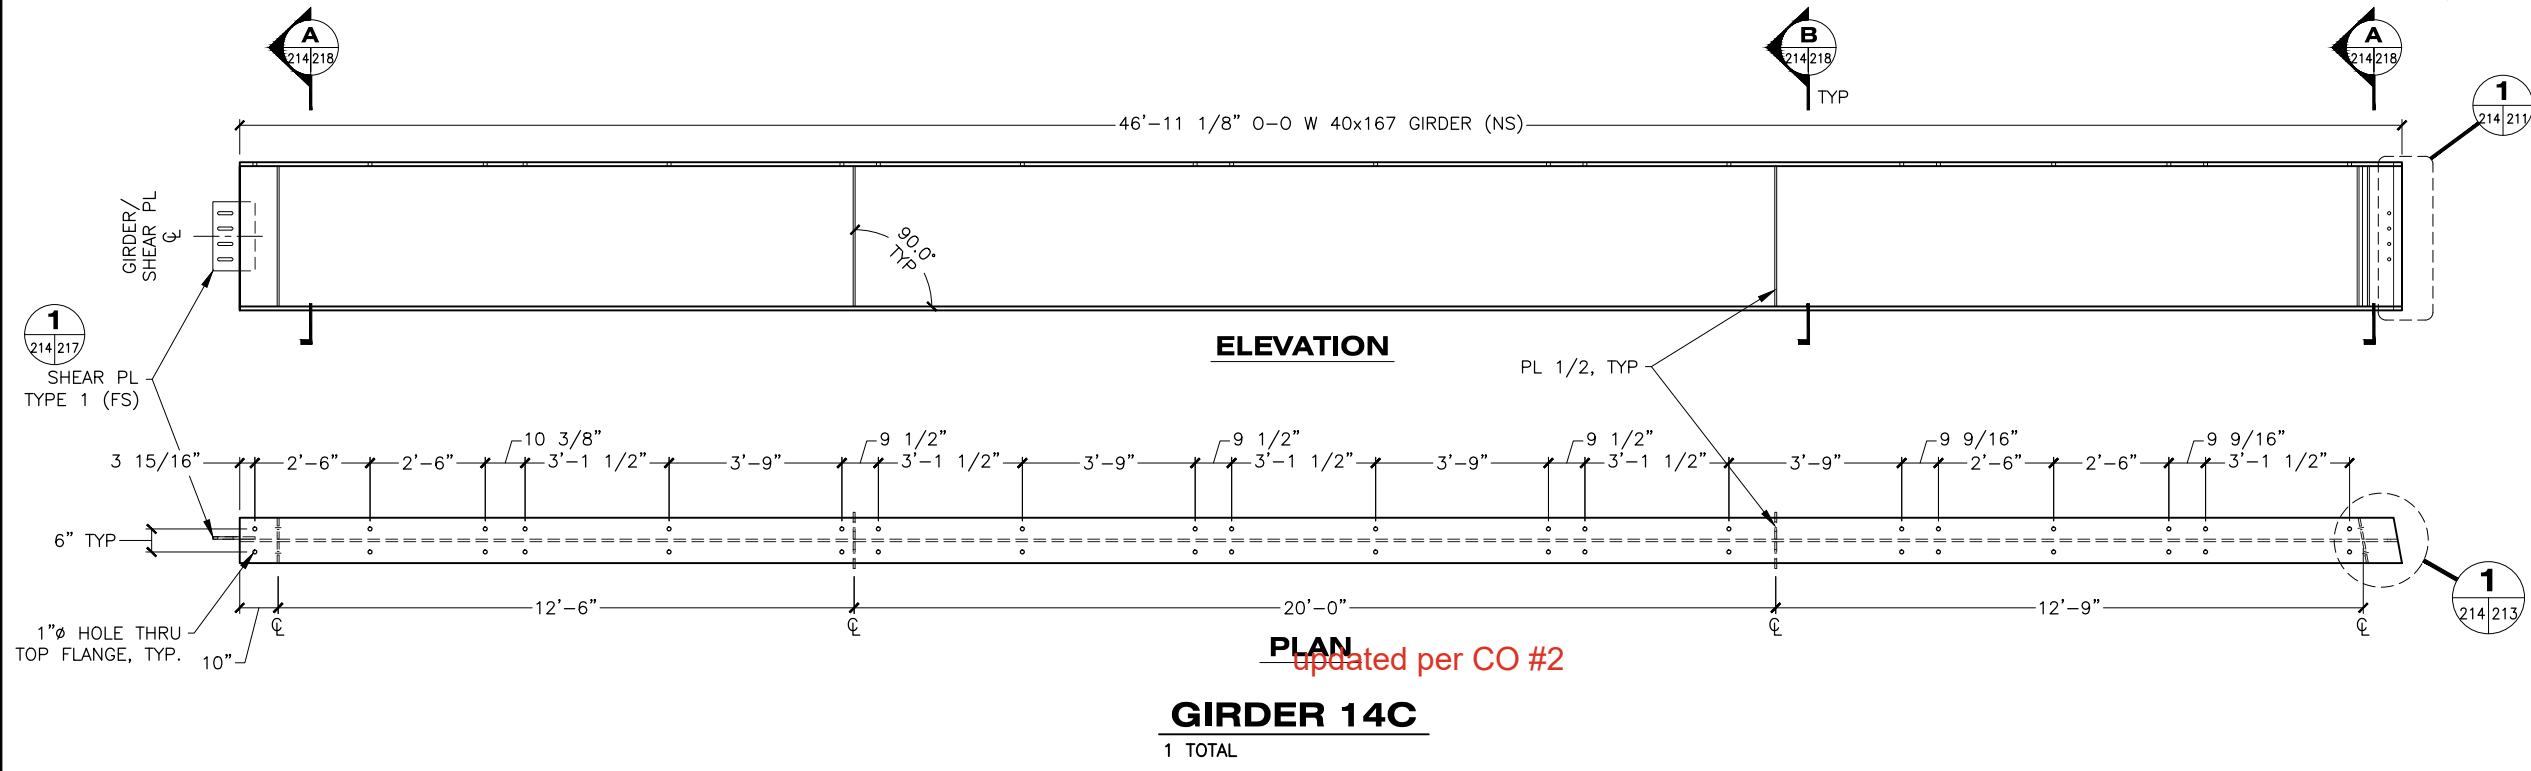 A
214 218
B
214 218
TYP
A
214 218
1
214 211
46'-11 1/8" O-O W 40x167 GIRDER (NS)
GIRDER/
SHEAR PL
℄
90.0°
TYP
1
214 217
SHEAR PL
TYPE 1 (FS)
ELEVATION
PL 1/2, TYP
3 15/16"
2'-6"
2'-6"
10 3/8"
3'-1 1/2"
3'-9"
9 1/2"
3'-1 1/2"
3'-9"
9 1/2"
3'-1 1/2"
3'-9"
9 1/2"
3'-1 1/2"
3'-9"
9 9/16"
2'-6"
2'-6"
9 9/16"
3'-1 1/2"
6" TYP
1"ø HOLE THRU
TOP FLANGE, TYP.
10"
12'-6"
20'-0"
12'-9"
℄
℄
℄
℄
1
214 213
PLAN
updated per CO #2
GIRDER 14C
1 TOTAL